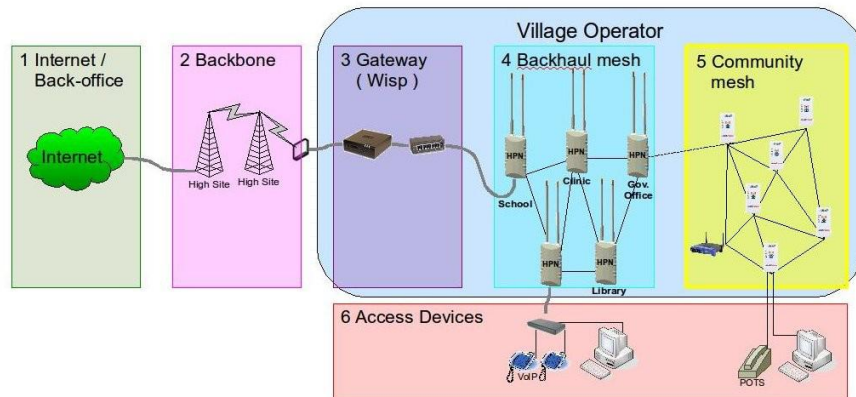 Village Operator
1 Internet /
Back-office
2 Backbone
3 Gateway
( Wisp )
4 Backhaul mesh
5 Community
mesh
Internet
High Site
High Site
HPN
HPN
HPN
School
Clinic
Gov.
Office
HPN
HPN
Library
6 Access Devices
VoIP
POTS